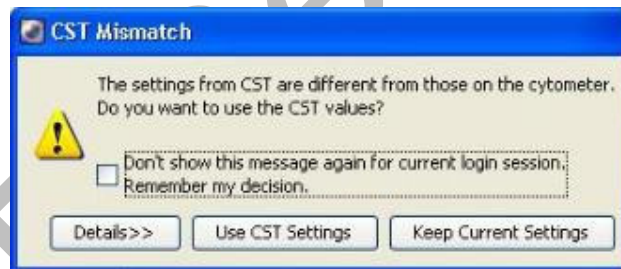 CST Mismatch
The settings from CST are different from those on the cytometer.
Do you want to use the CST values?
Don't show this message again for current login session.
Remember my decision.
Details>> Use CST Settings Keep Current Settings